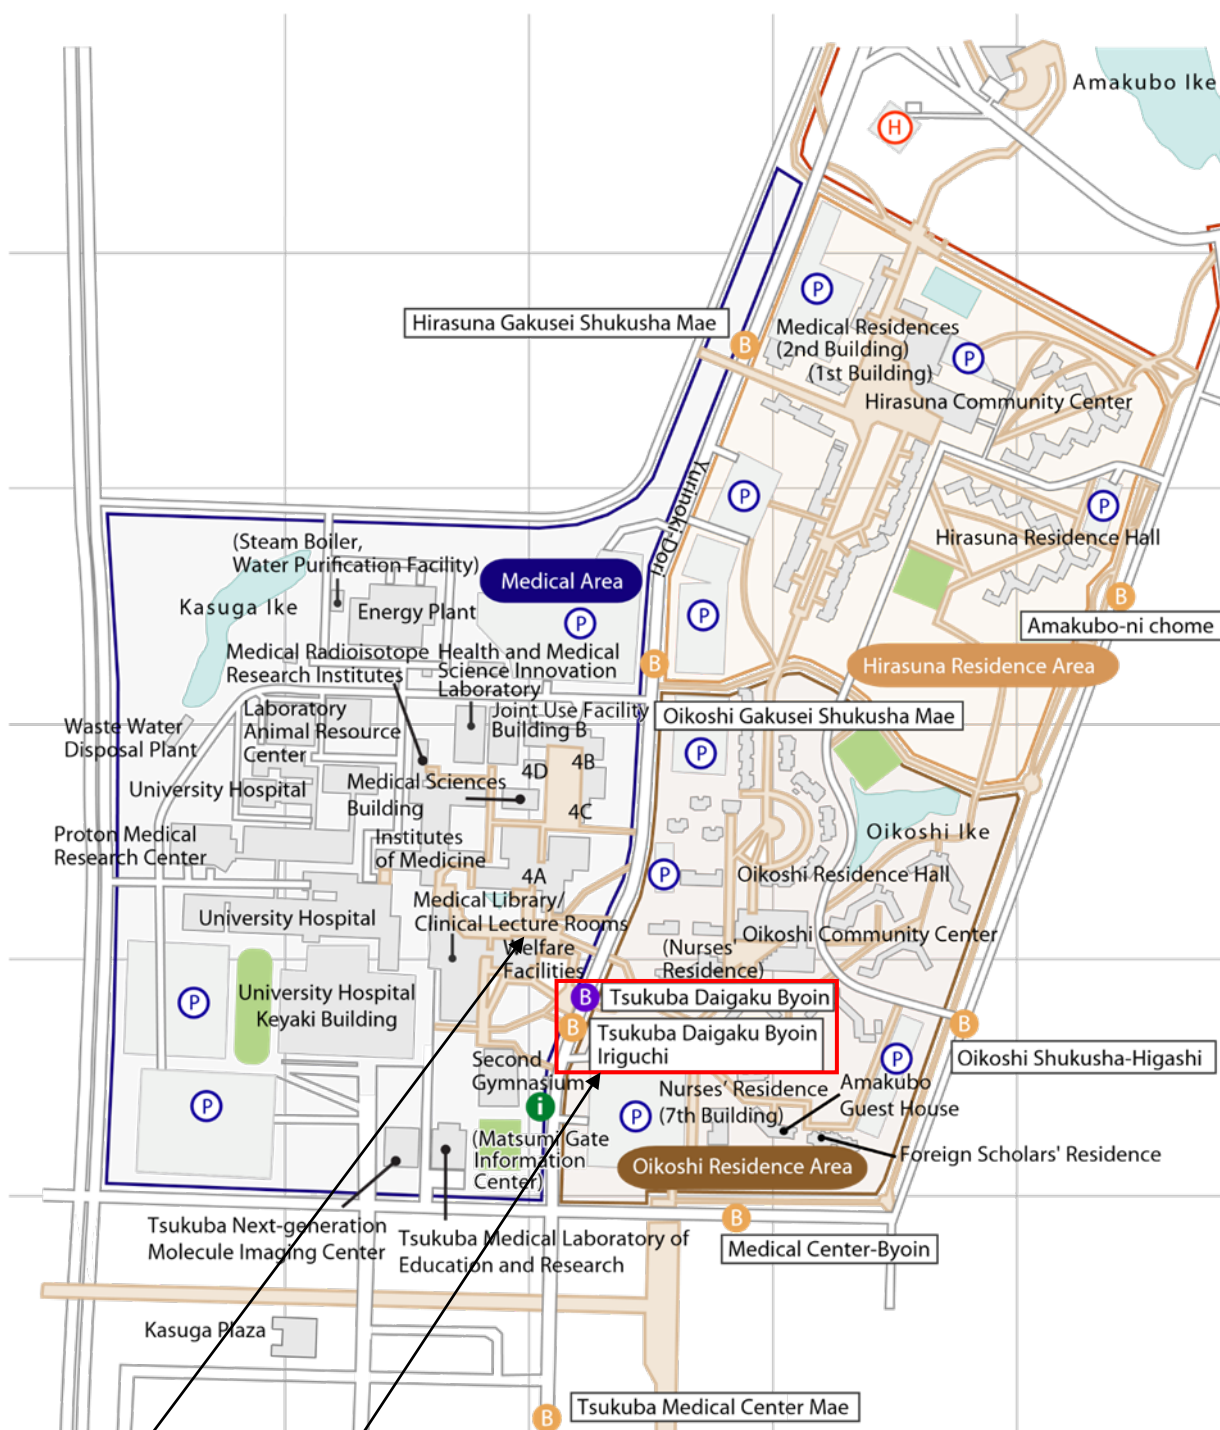 Amakubo Ike
H
P
Hirasuna Gakusei Shukusha Mae
B
Medical Residences
(2nd Building)
(1st Building)
P
Hirasuna Community Center
Yurinoki-Dori
P
P
Hirasuna Residence Hall
(Steam Boiler,
Water Purification Facility)
Medical Area
Kasuga Ike
Energy Plant
P
P
B
Amakubo-ni chome
Medical Radioisotope
Research Institutes
Health and Medical
Science Innovation
Laboratory
B
Hirasuna Residence Area
Laboratory
Animal Resource
Center
Joint Use Facility
Building B
Oikoshi Gakusei Shukusha Mae
Waste Water
Disposal Plant
P
4D
4B
University Hospital
Medical Sciences
Building
4C
Proton Medical
Research Center
Institutes
of Medicine
Oikoshi Ike
4A
P
Oikoshi Residence Hall
Medical Library/
Clinical Lecture Rooms
University Hospital
Welfare
Facilities
(Nurses'
Residence)
Oikoshi Community Center
P
University Hospital
Keyaki Building
B
Tsukuba Daigaku Byoin
B
Tsukuba Daigaku Byoin
Iriguchi
B
Oikoshi Shukusha-Higashi
P
Second
Gymnasium
P
i
P
Nurses' Residence
(7th Building)
Amakubo
Guest House
(Matsumi Gate
Information
Center)
Foreign Scholars' Residence
Oikoshi Residence Area
Tsukuba Next-generation
Molecule Imaging Center
Tsukuba Medical Laboratory of
Education and Research
B
Medical Center-Byoin
Kasuga Plaza
B
Tsukuba Medical Center Mae